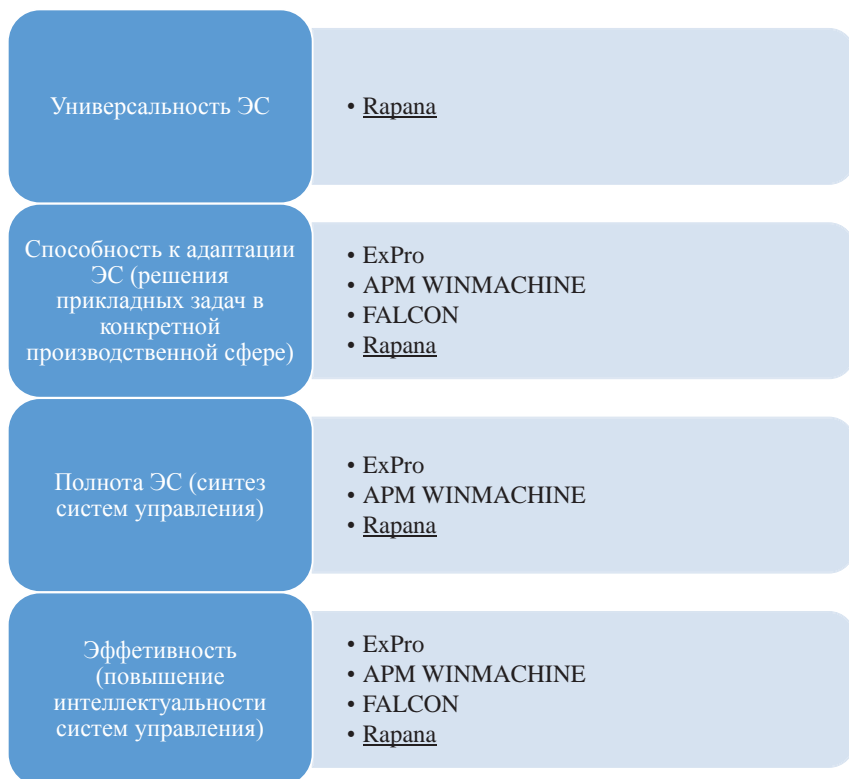 Универсальность ЭС
• Rapana
Способность к адаптации
ЭС (решения
прикладных задач в
конкретной
производственной сфере)
• ExPro
• APM WINMACHINE
• FALCON
• Rapana
Полнота ЭС (синтез
систем управления)
• ExPro
• APM WINMACHINE
• Rapana
Эффетивность
(повышение
интеллектуальности
систем управления)
• ExPro
• APM WINMACHINE
• FALCON
• Rapana